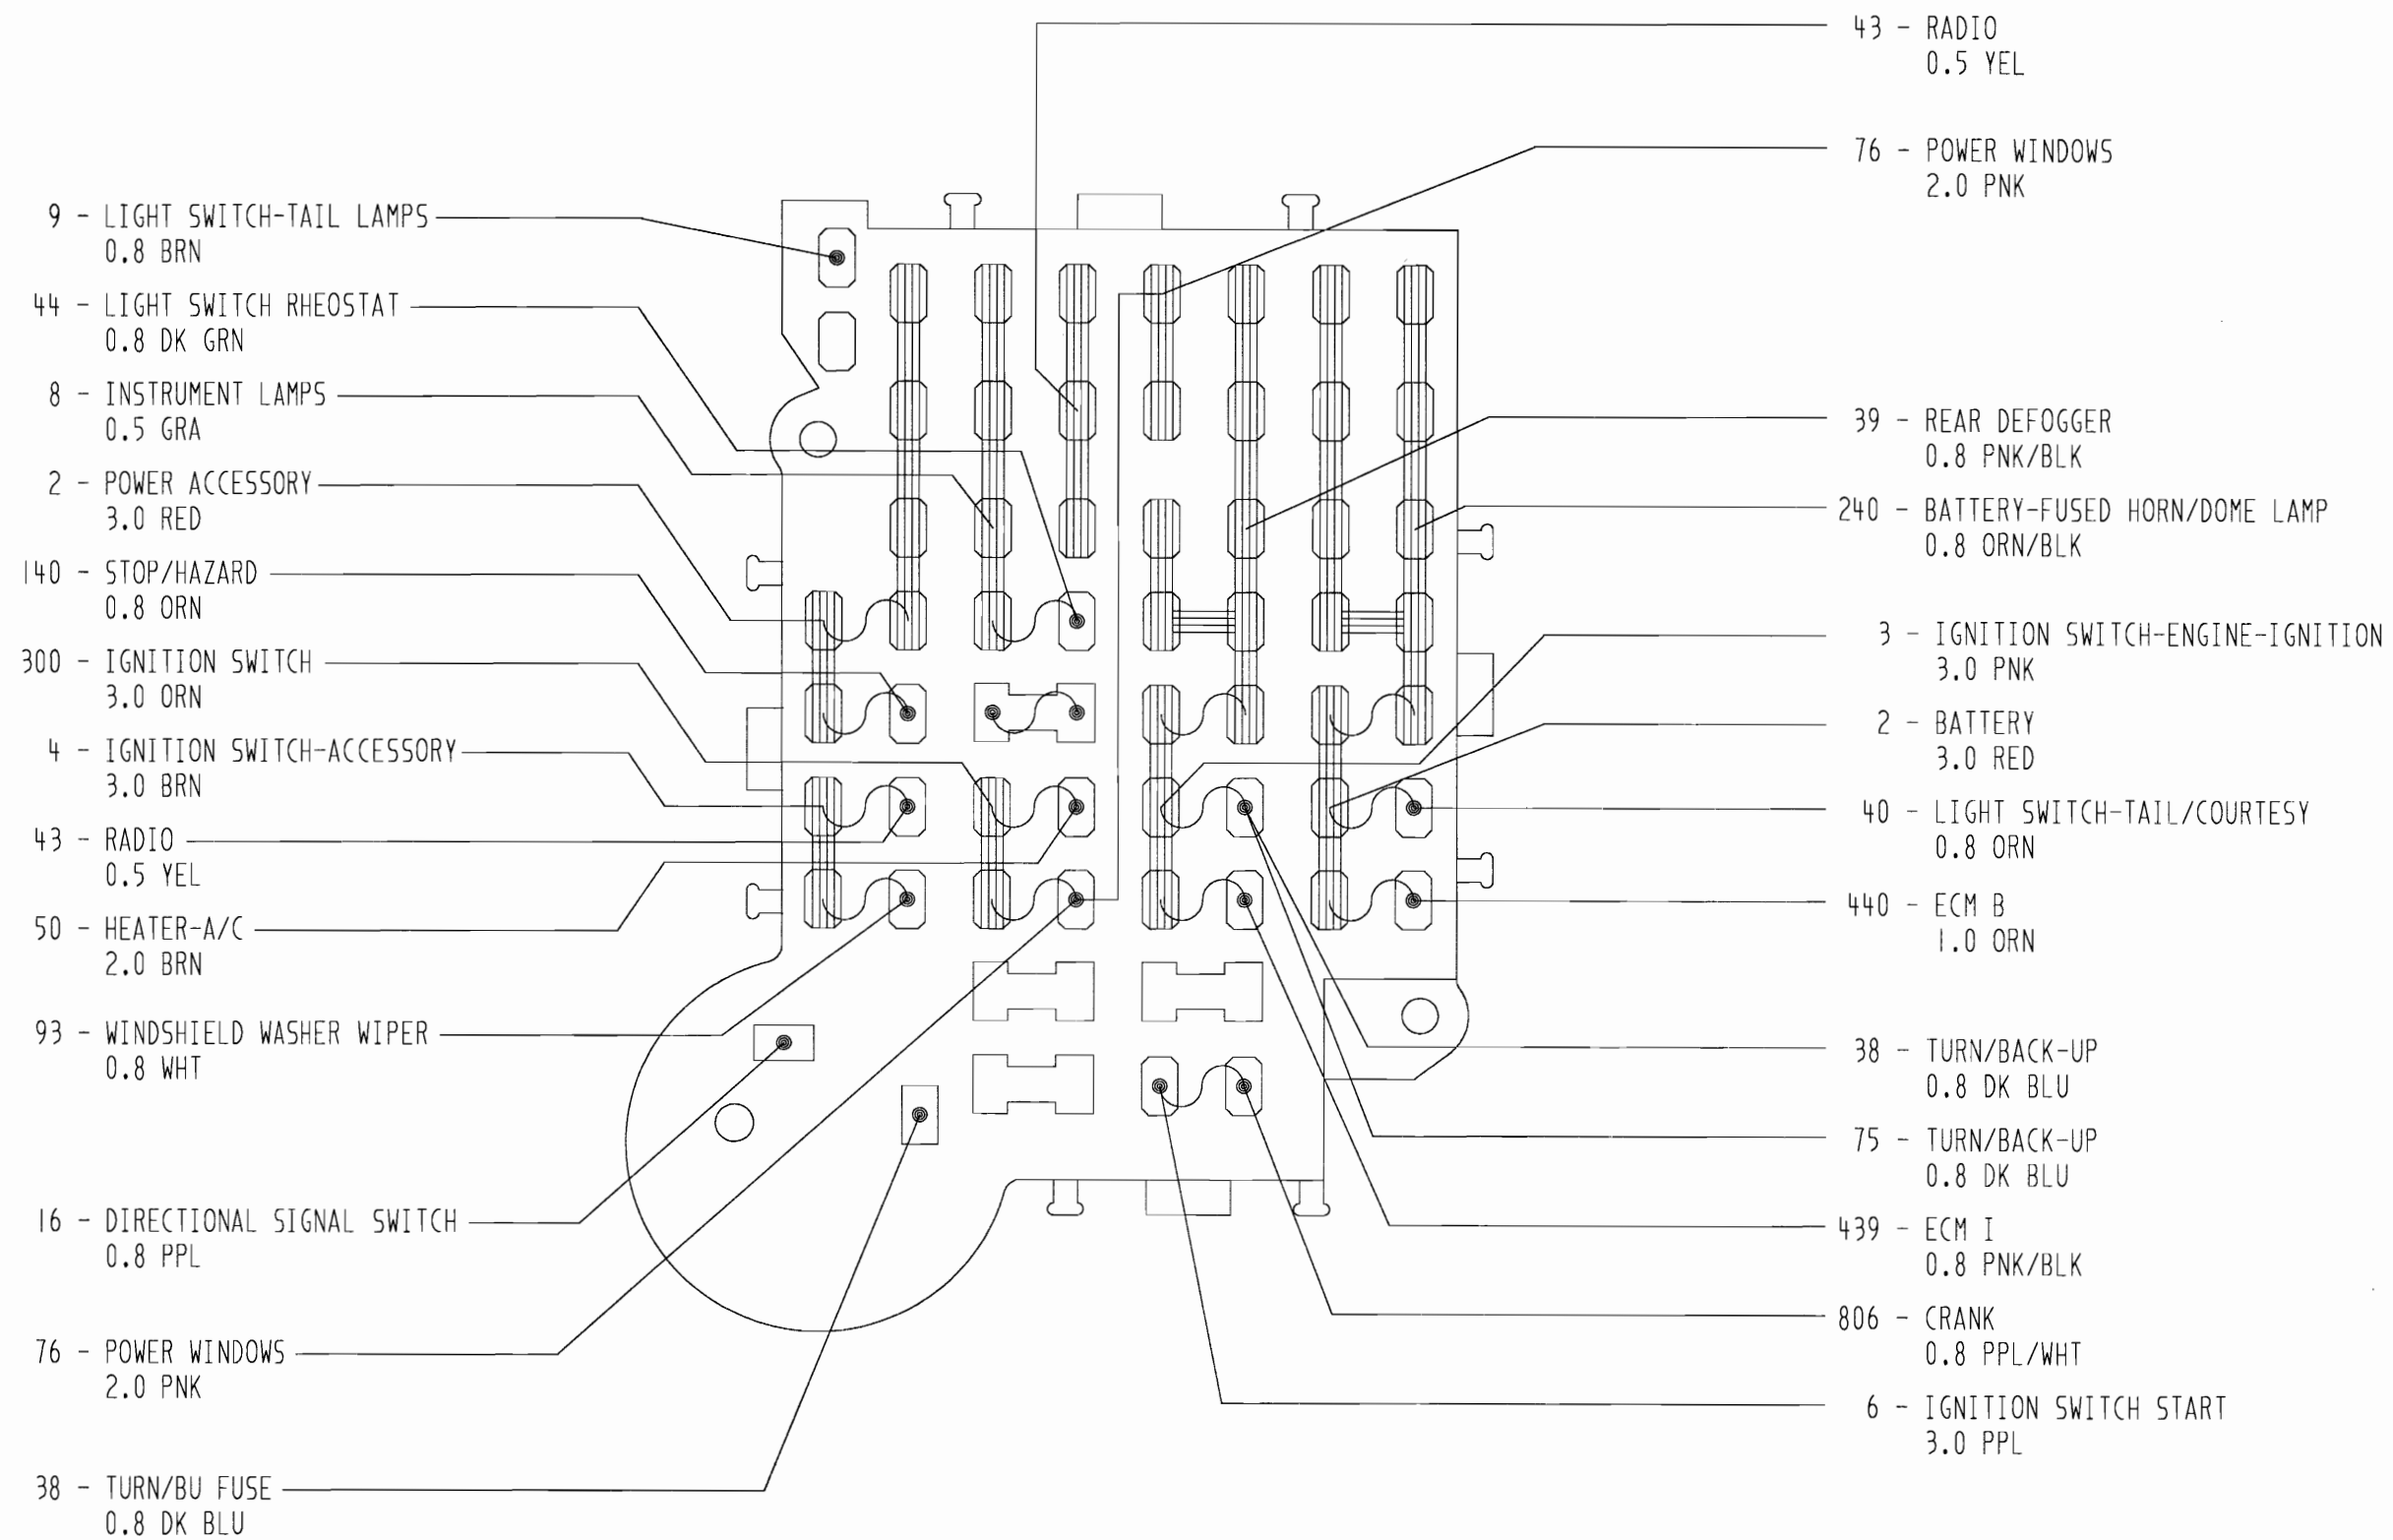 9 - LIGHT SWITCH-TAIL LAMPS
0.8 BRN
44 - LIGHT SWITCH RHEOSTAT
0.8 DK GRN
8 - INSTRUMENT LAMPS
0.5 GRA
2 - POWER ACCESSORY
3.0 RED
140 - STOP/HAZARD
0.8 ORN
300 - IGNITION SWITCH
3.0 ORN
4 - IGNITION SWITCH-ACCESSORY
3.0 BRN
43 - RADIO
0.5 YEL
50 - HEATER-A/C
2.0 BRN
93 - WINDSHIELD WASHER WIPER
0.8 WHT
16 - DIRECTIONAL SIGNAL SWITCH
0.8 PPL
76 - POWER WINDOWS
2.0 PNK
38 - TURN/BU FUSE
0.8 DK BLU
43 - RADIO
0.5 YEL
76 - POWER WINDOWS
2.0 PNK
39 - REAR DEFOGGER
0.8 PNK/BLK
240 - BATTERY-FUSED HORN/DOME LAMP
0.8 ORN/BLK
3 - IGNITION SWITCH-ENGINE-IGNITION
3.0 PNK
2 - BATTERY
3.0 RED
40 - LIGHT SWITCH-TAIL/COURTESY
0.8 ORN
440 - ECM B
1.0 ORN
38 - TURN/BACK-UP
0.8 DK BLU
75 - TURN/BACK-UP
0.8 DK BLU
439 - ECM I
0.8 PNK/BLK
806 - CRANK
0.8 PPL/WHT
6 - IGNITION SWITCH START
3.0 PPL